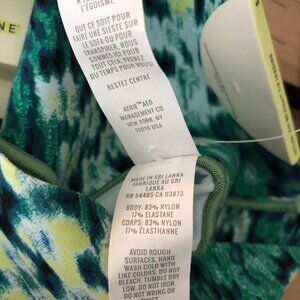 L'ÉGOÏSME.
QUE CE SOIT POUR
FAIRE UNE SIESTE SUR
LE SOFA OU POUR
TRANSPIRER, NOUS
SOMMES LÀ POUR
TOUT CELA. PRENEZ
DU TEMPS POUR VOUS.
RESTEZ CENTRÉ
AERIE™ AEO
MANAGEMENT CO.
NEW YORK, NY
10016 USA
MADE IN SRI LANKA
FABRIQUÉ AU SRI
LANKA
RN 54485 CA 03873
BODY: 83% NYLON
17% ELASTANE
CORPS: 83% NYLON
17% ÉLASTHANNE
AVOID ROUGH
SURFACES. HAND
WASH COLD WITH
LIKE COLORS. DO NOT
BLEACH. TUMBLE DRY
LOW. DO NOT IRON.
DO NOT WRING OR